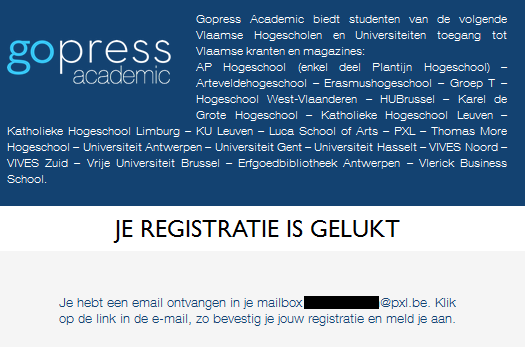 gopress
academic
Gopress Academic biedt studenten van de volgende
Vlaamse Hogescholen en Universiteiten toegang tot
Vlaamse kranten en magazines:
AP Hogeschool (enkel deel Plantijn Hogeschool) –
Arteveldehogeschool – Erasmushogeschool – Groep T –
Hogeschool West-Vlaanderen – HUBrussel – Karel de
Grote Hogeschool – Katholieke Hogeschool Leuven –
Katholieke Hogeschool Limburg – KU Leuven – Luca School of Arts – PXL – Thomas More
Hogeschool – Universiteit Antwerpen – Universiteit Gent – Universiteit Hasselt – VIVES Noord –
VIVES Zuid – Vrije Universiteit Brussel – Erfgoedbibliotheek Antwerpen – Vlerick Business
School.
JE REGISTRATIE IS GELUKT
Je hebt een email ontvangen in je mailbox @pxl.be. Klik
op de link in de e-mail, zo bevestig je jouw registratie en meld je aan.